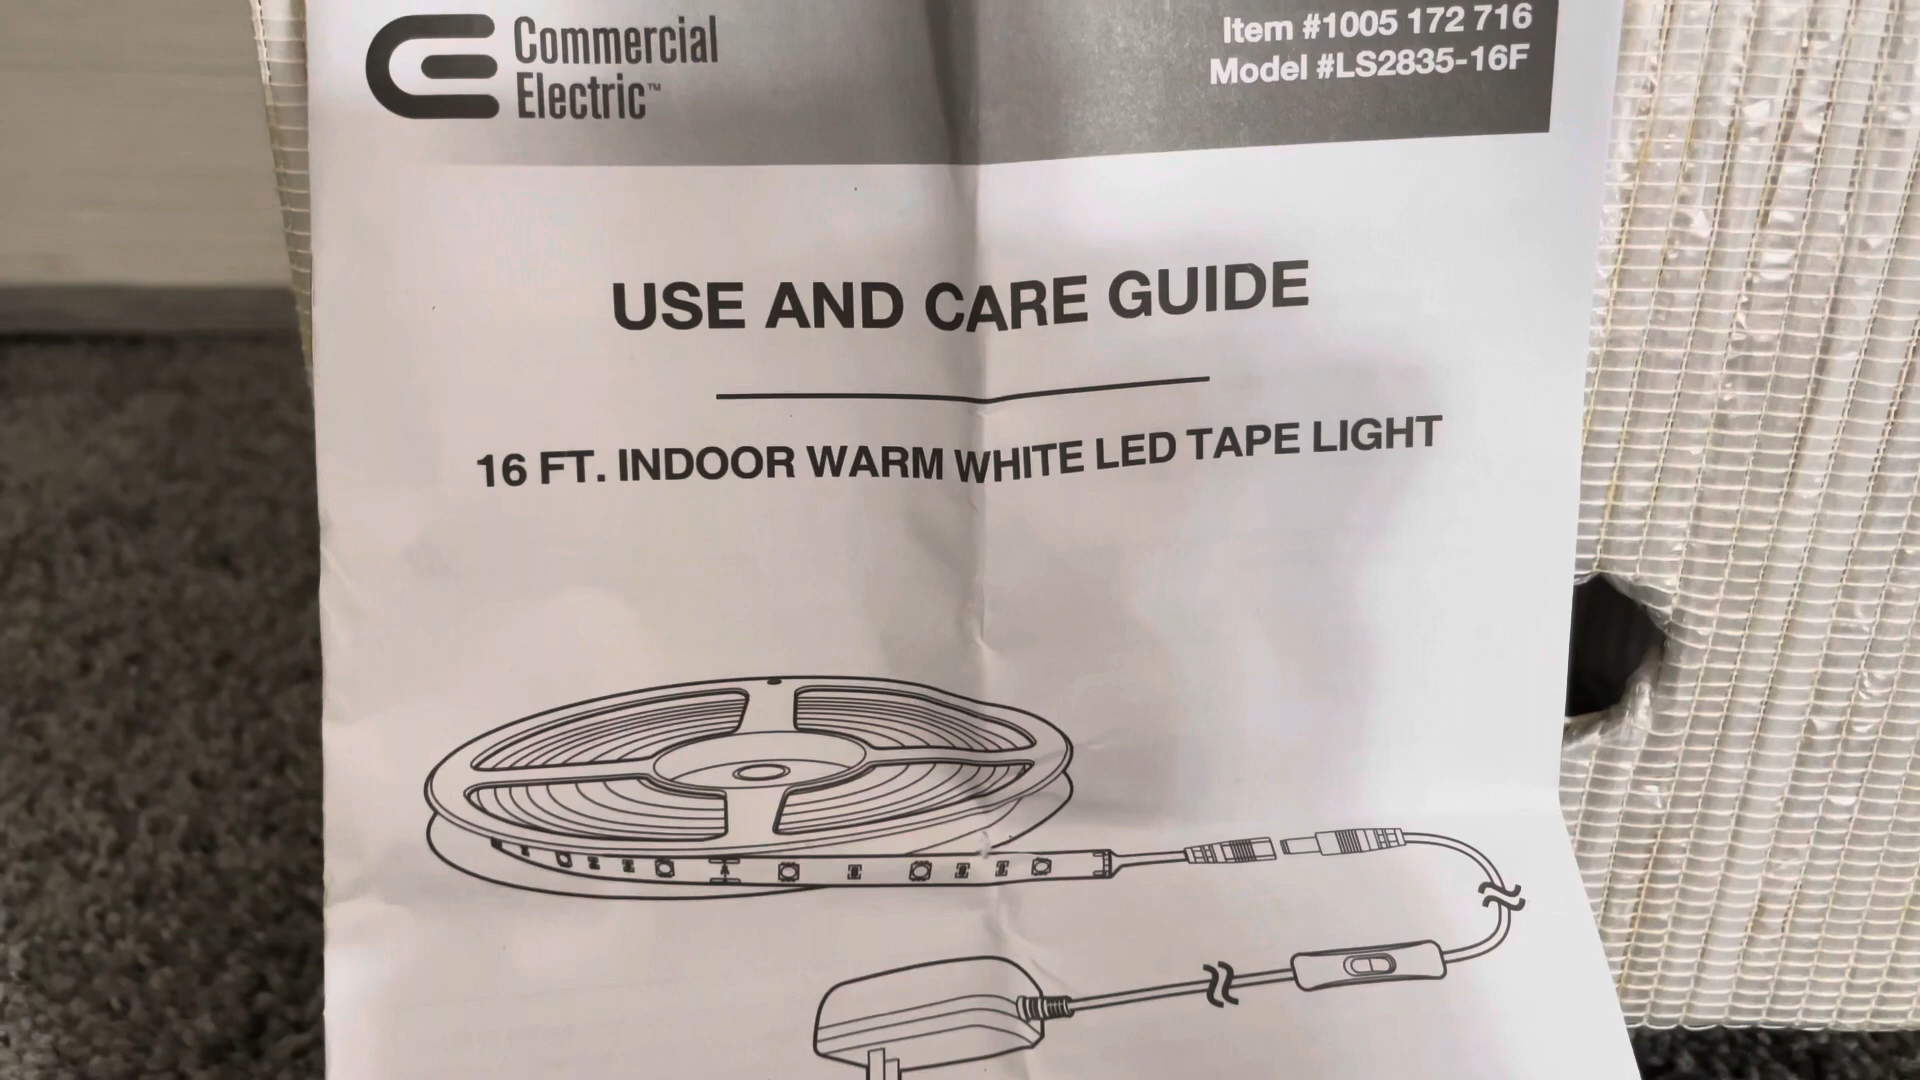 Commercial
Electric™
Item #1005 172 716
Model #LS2835-16F
USE AND CARE GUIDE
16 FT. INDOOR WARM WHITE LED TAPE LIGHT